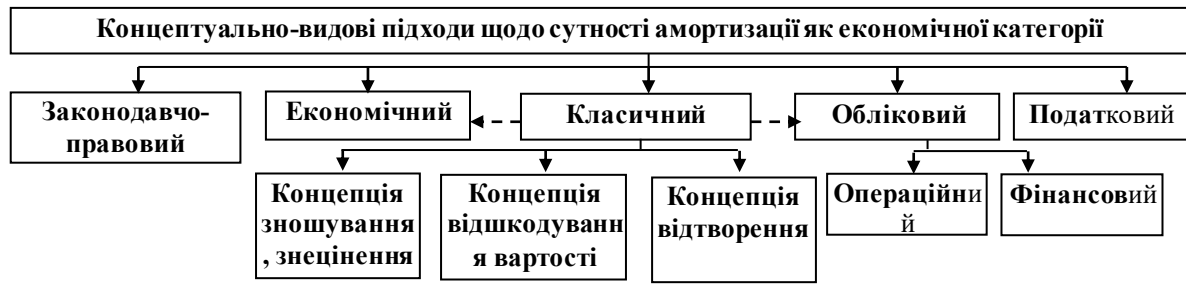 Концептуально-видові підходи щодо сутності амортизації як економічної категорії
Законодавчо-
правовий
Економічний
Класичний
Обліковий
Податковий
Концепція
зношування
, знецінення
Концепція
відшкодуванн
я вартості
Концепція
відтворення
Операційни
й
Фінансовий